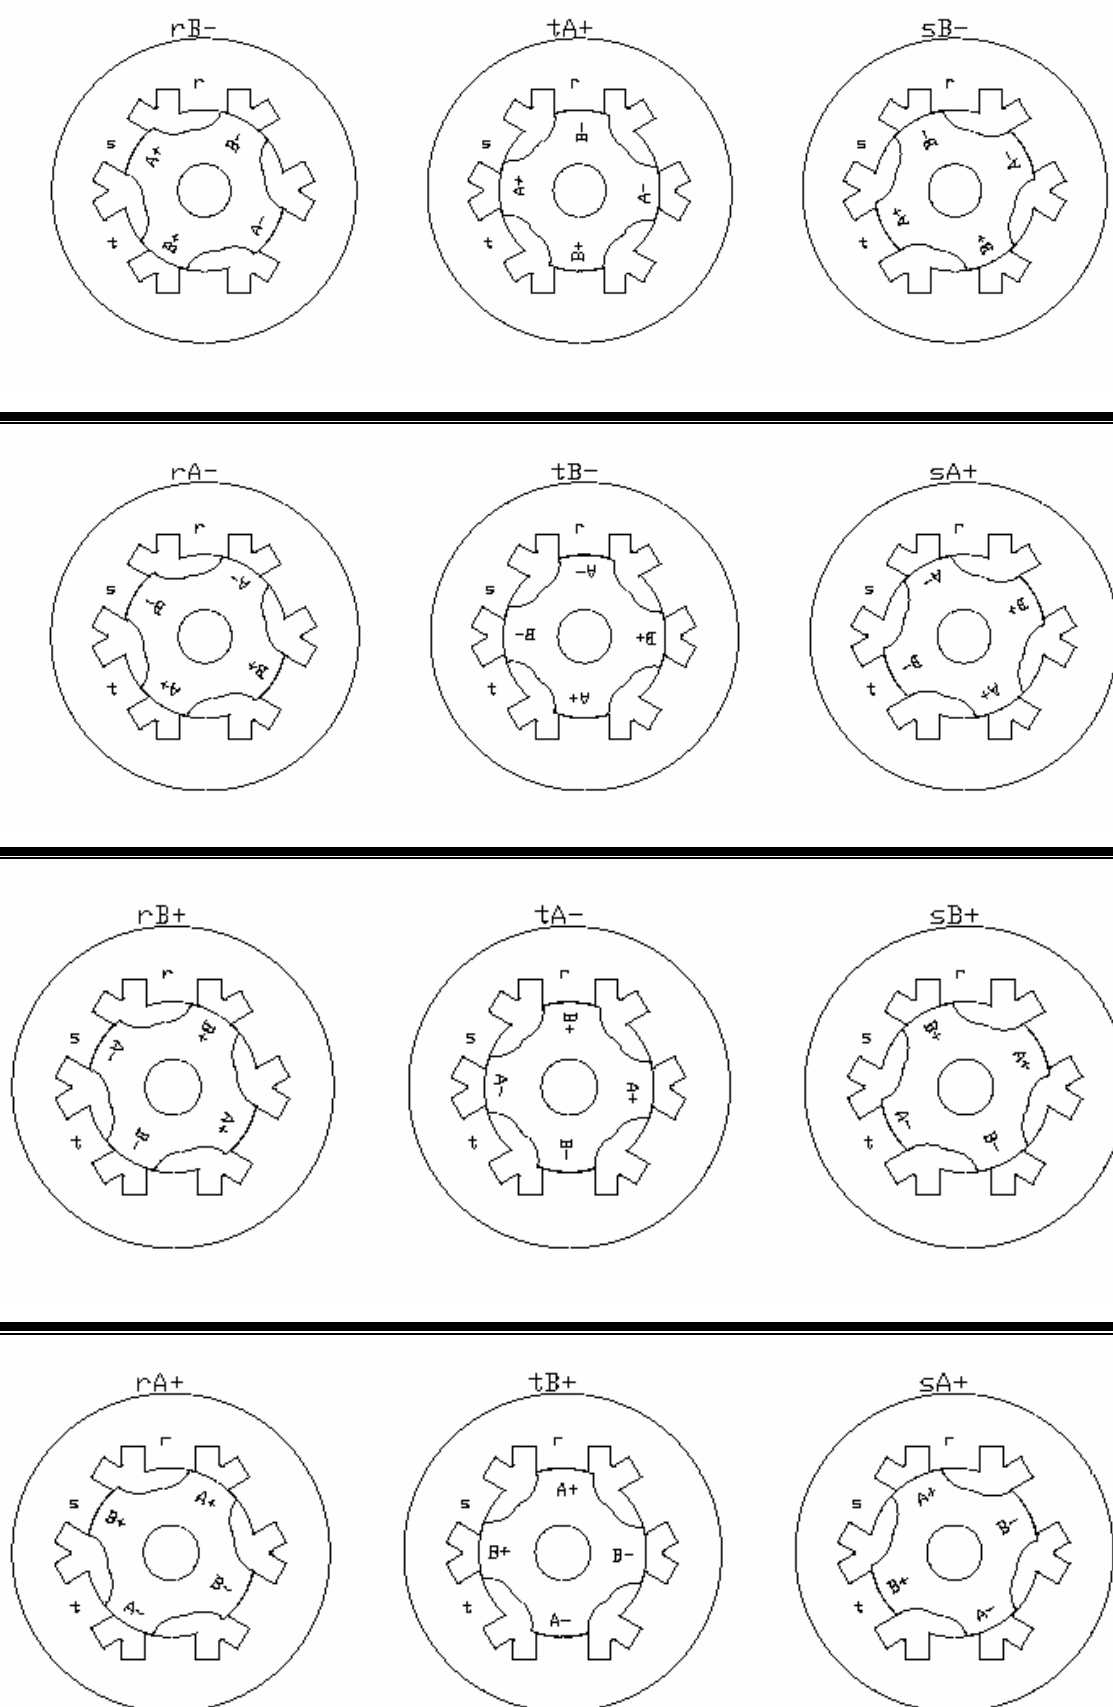 rB- tA+ sB-
r r r
B- B- B-
s s s
A+ A+ A- A-
A- A+
t t t
B+ B+ B+
rA- tB- sA+
r r r
A- A- A-
s s s
B- B- B+ B+
B+ B-
t t t
A+ A+ A+
rB+ tA- sB+
r r r
B+ B+ B+
s s s
A- A- A+ A+
A+ A-
t t t
B- B- B-
rA+ tB+ sA+
r r r
A+ A+ A+
s s s
B+ B+ B- B-
B- B+
t t t
A- A- A-